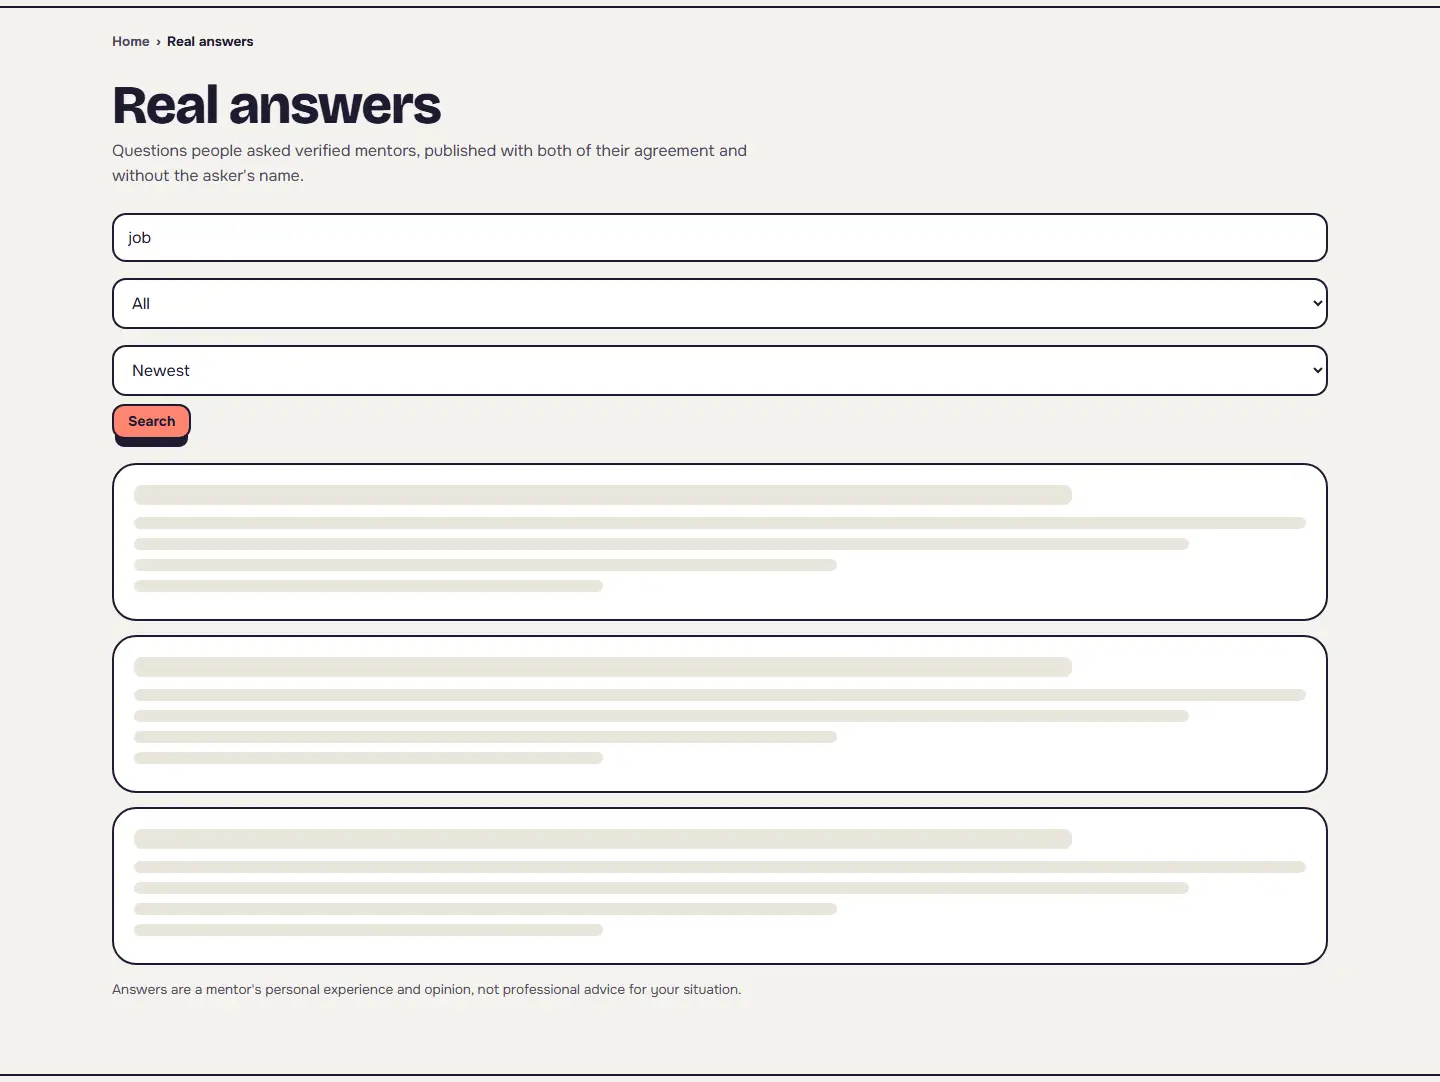 Home › Real answers
Real answers
Questions people asked verified mentors, published with both of their agreement and
without the asker's name.
job
All
Newest
Search
Answers are a mentor's personal experience and opinion, not professional advice for your situation.